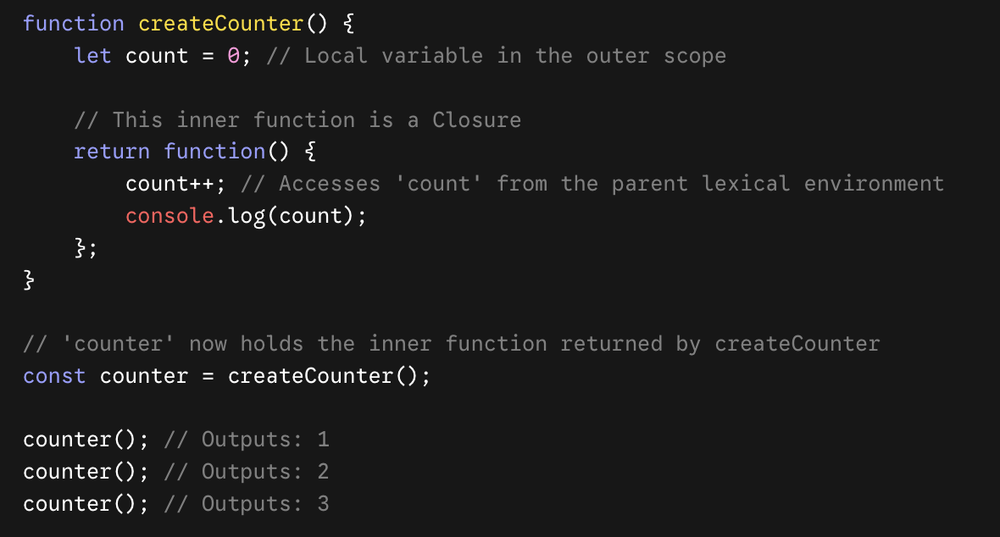 function createCounter() {
    let count = 0; // Local variable in the outer scope

    // This inner function is a Closure
    return function() {
        count++; // Accesses 'count' from the parent lexical environment
        console.log(count);
    };
}

// 'counter' now holds the inner function returned by createCounter
const counter = createCounter();

counter(); // Outputs: 1
counter(); // Outputs: 2
counter(); // Outputs: 3